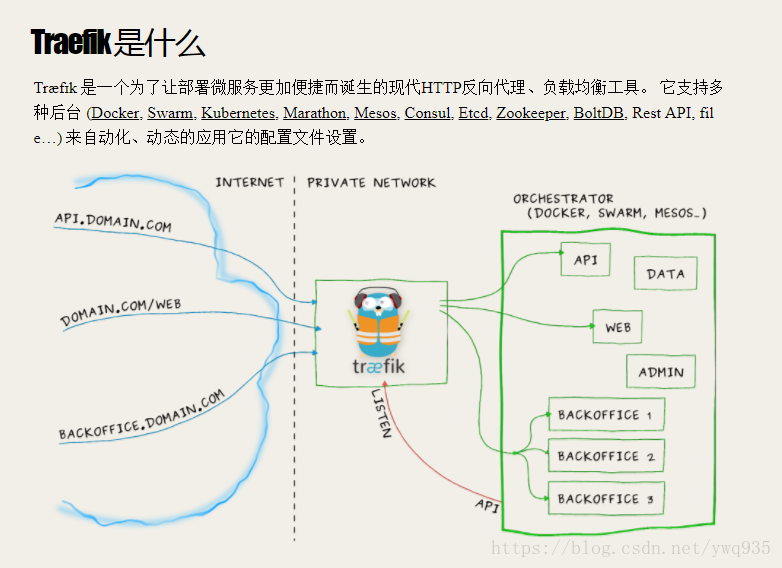 Traefik 是什么
Træfik 是一个为了让部署微服务更加便捷而诞生的现代HTTP反向代理、负载均衡工具。 它支持多
种后台 (Docker, Swarm, Kubernetes, Marathon, Mesos, Consul, Etcd, Zookeeper, BoltDB, Rest API, fil
e…) 来自动化、动态的应用它的配置文件设置。
INTERNET
PRIVATE NETWORK
ORCHESTRATOR
(DOCKER, SWARM, MESOS…)
API.DOMAIN.COM
API
DATA
DOMAIN.COM/WEB
WEB
træfik
ADMIN
LISTEN
BACKOFFICE.DOMAIN.COM
BACKOFFICE 1
BACKOFFICE 2
BACKOFFICE 3
API
https://blog.csdn.net/ywq935